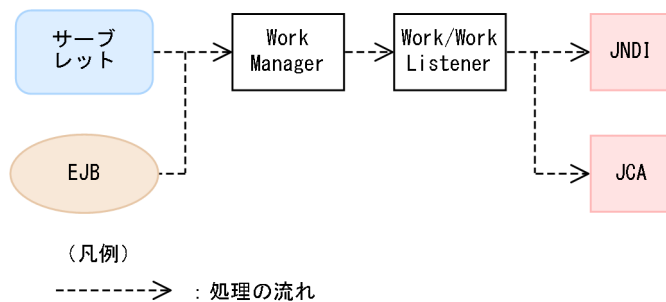 サーブ
レット
Work
Manager
Work/Work
Listener
JNDI
EJB
JCA
（凡例）
：処理の流れ